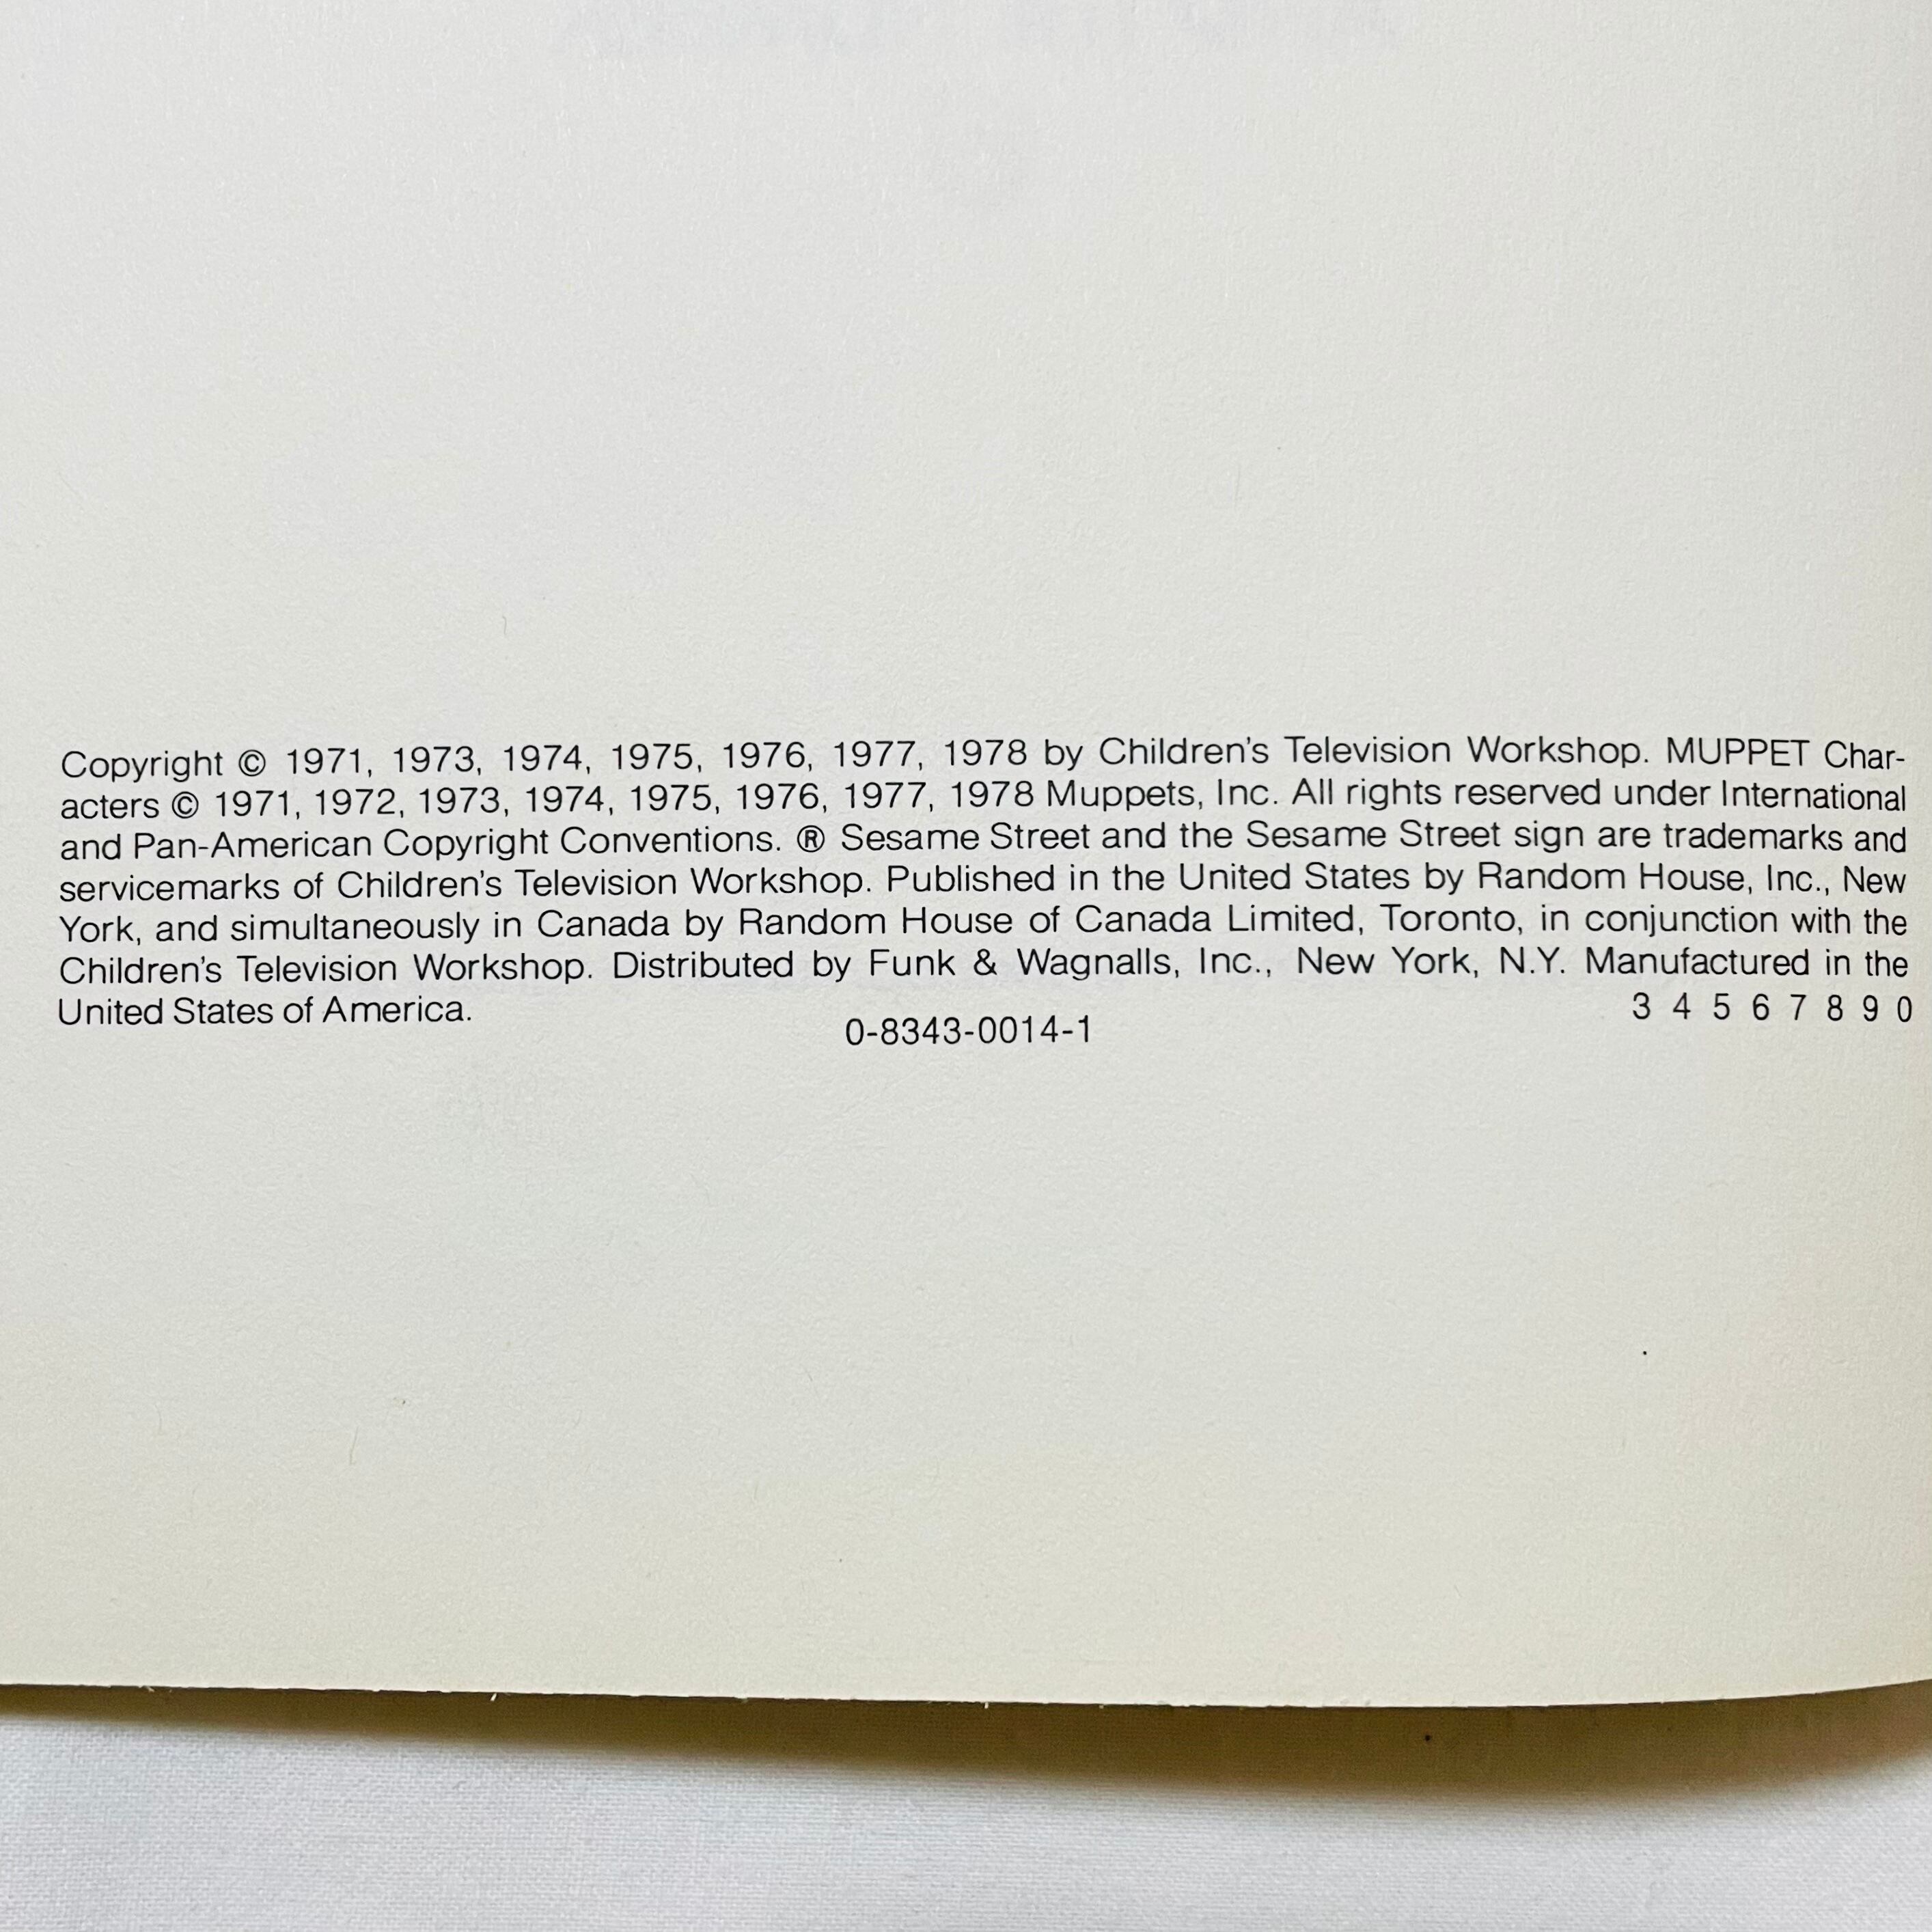 Copyright © 1971, 1973, 1974, 1975, 1976, 1977, 1978 by Children's Television Workshop. MUPPET Char-
acters © 1971, 1972, 1973, 1974, 1975, 1976, 1977, 1978 Muppets, Inc. All rights reserved under International
and Pan-American Copyright Conventions. ® Sesame Street and the Sesame Street sign are trademarks and
servicemarks of Children's Television Workshop. Published in the United States by Random House, Inc., New
York, and simultaneously in Canada by Random House of Canada Limited, Toronto, in conjunction with the
Children's Television Workshop. Distributed by Funk & Wagnalls, Inc., New York, N.Y. Manufactured in the
United States of America. 3 4 5 6 7 8 9 0
0-8343-0014-1